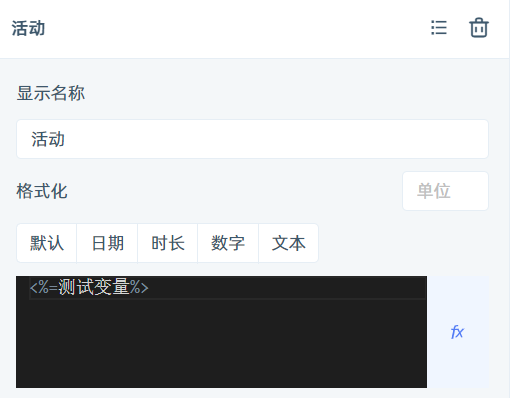 活动
显示名称
活动
格式化 单位
默认 日期 时长 数字 文本
<%=测试变量%>
fx